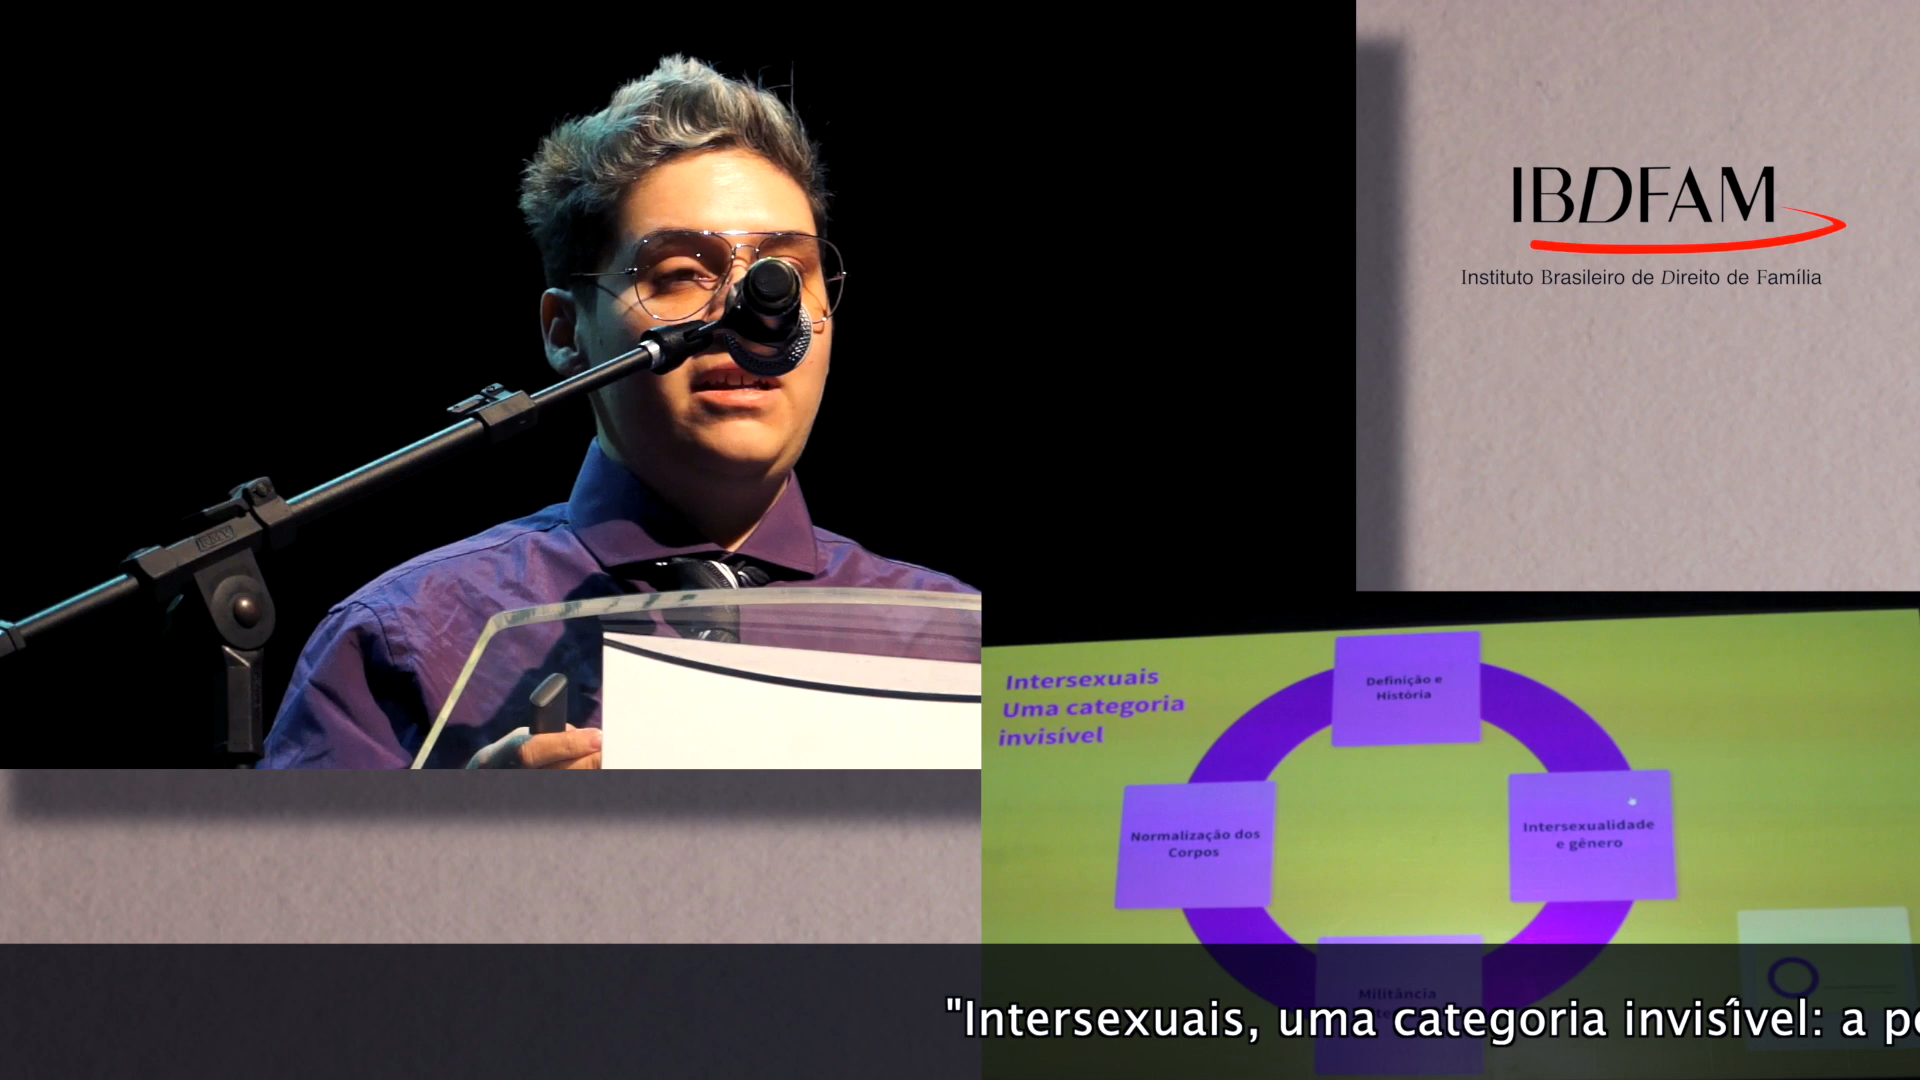 IBDFAM
Instituto Brasileiro de Direito de Família
Intersexuais
Uma categoria
invisível
Definição e
História
Normalização dos
Corpos
Intersexualidade
e gênero
Militância
"Intersexuais, uma categoria invisível: a